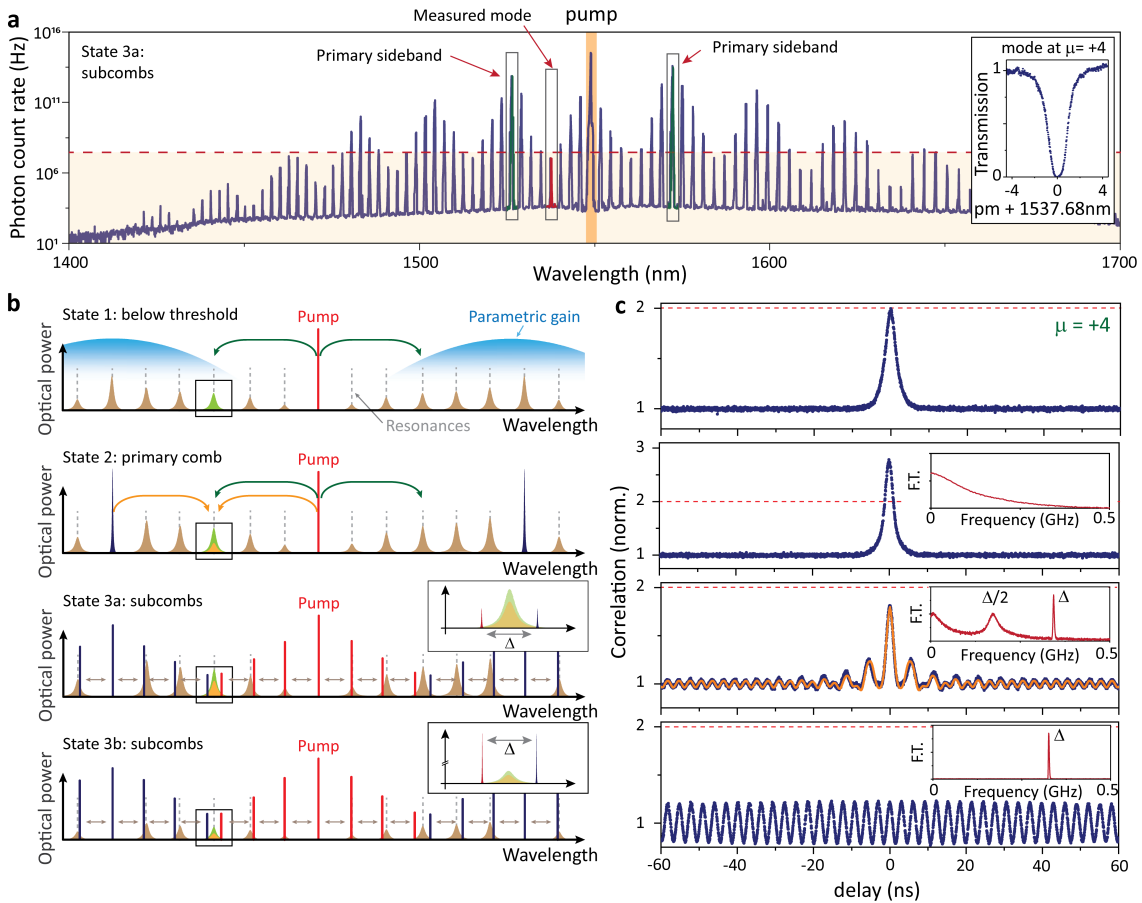 a
Measured mode
pump
Primary sideband
Primary sideband
State 3a:
subcombs
Photon count rate (Hz)
10¹⁶
10¹¹
10⁶
10¹
1400
1500
1600
1700
Wavelength (nm)
mode at μ= +4
Transmission
1
0
-4
0
4
pm + 1537.68nm
b
State 1: below threshold
Pump
Parametric gain
Optical power
Resonances
Wavelength
State 2: primary comb
Pump
Optical power
Wavelength
State 3a: subcombs
Pump
Optical power
Δ
Wavelength
State 3b: subcombs
Pump
Optical power
Δ
Wavelength
c
Correlation (norm.)
2
1
μ = +4
3
2
1
F.T.
0
Frequency (GHz)
0.5
2
1
F.T.
Δ/2
Δ
0
Frequency (GHz)
0.5
2
1
F.T.
Δ
0
Frequency (GHz)
0.5
-60
-40
-20
0
20
40
60
delay (ns)